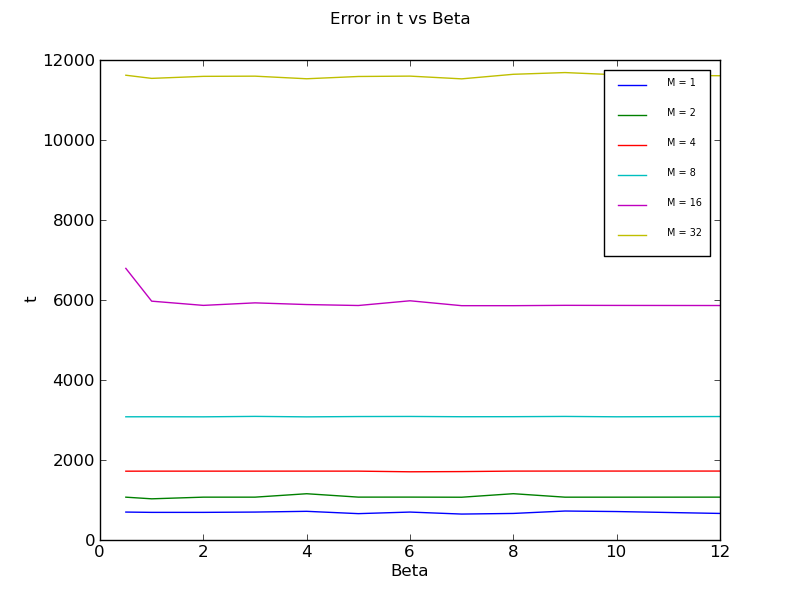 Error in t vs Beta
12000
10000
8000
6000
4000
2000
0
t
M = 1
M = 2
M = 4
M = 8
M = 16
M = 32
0 2 4 6 8 10 12
Beta